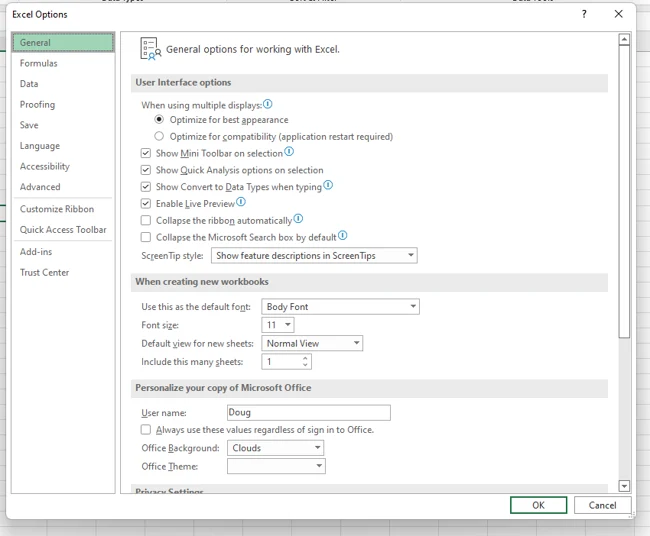 Excel Options
? 
General
Formulas
Data
Proofing
Save
Language
Accessibility
Advanced
Customize Ribbon
Quick Access Toolbar
Add-ins
Trust Center
General options for working with Excel.
User Interface options
When using multiple displays:
Optimize for best appearance
Optimize for compatibility (application restart required)
Show Mini Toolbar on selection
Show Quick Analysis options on selection
Show Convert to Data Types when typing
Enable Live Preview
Collapse the ribbon automatically
Collapse the Microsoft Search box by default
ScreenTip style: Show feature descriptions in ScreenTips
When creating new workbooks
Use this as the default font: Body Font
Font size: 11
Default view for new sheets: Normal View
Include this many sheets: 1
Personalize your copy of Microsoft Office
User name: Doug
Always use these values regardless of sign in to Office.
Office Background: Clouds
Office Theme:
Privacy Settings
OK Cancel